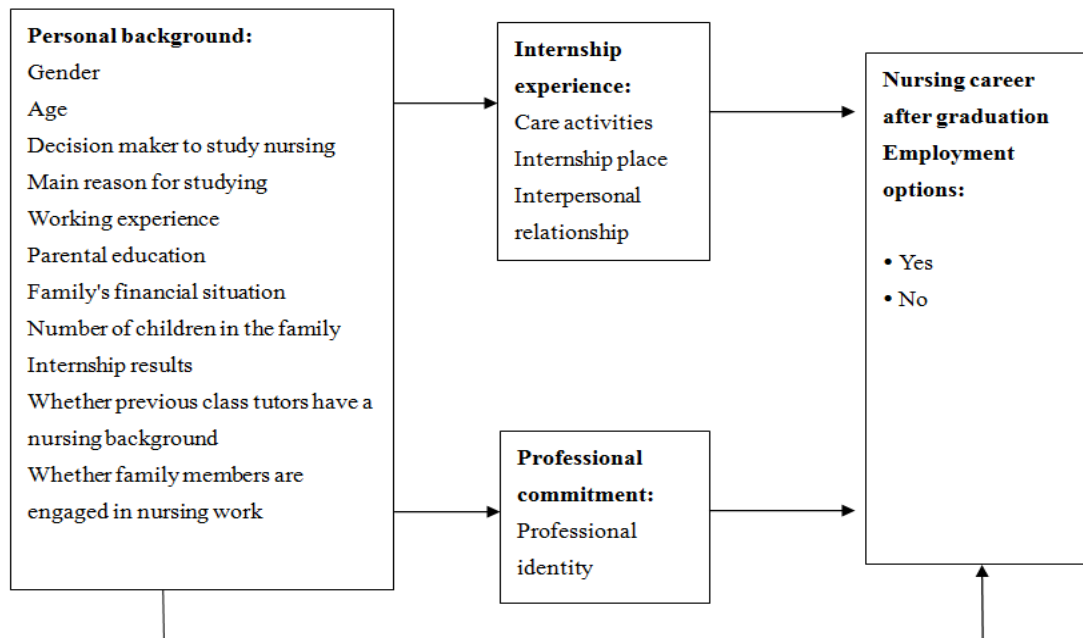 Personal background:
Gender
Age
Decision maker to study nursing
Main reason for studying
Working experience
Parental education
Family's financial situation
Number of children in the family
Internship results
Whether previous class tutors have a
nursing background
Whether family members are
engaged in nursing work
Internship
experience:
Care activities
Internship place
Interpersonal
relationship
Professional
commitment:
Professional
identity
Nursing career
after graduation
Employment
options:
• Yes
• No